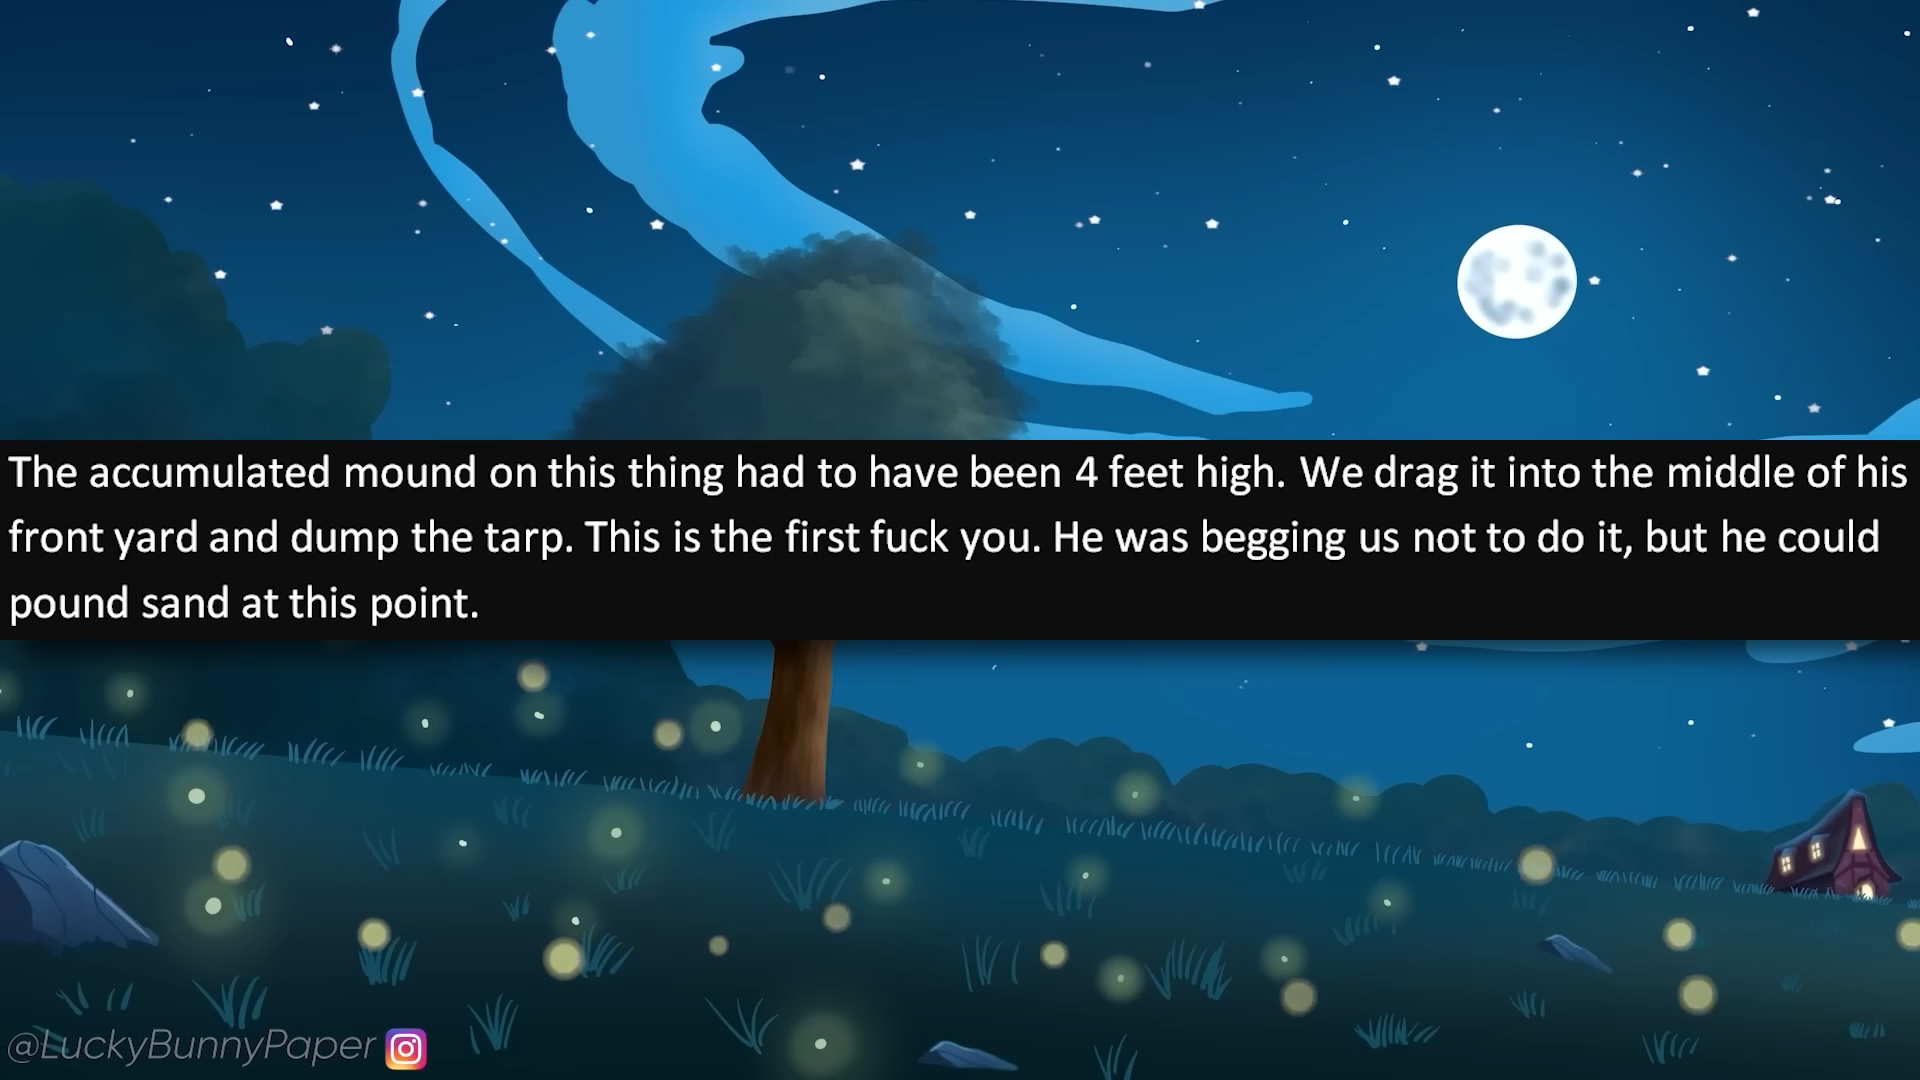 The accumulated mound on this thing had to have been 4 feet high. We drag it into the middle of his
front yard and dump the tarp. This is the first fuck you. He was begging us not to do it, but he could
pound sand at this point.
@LuckyBunnyPaper